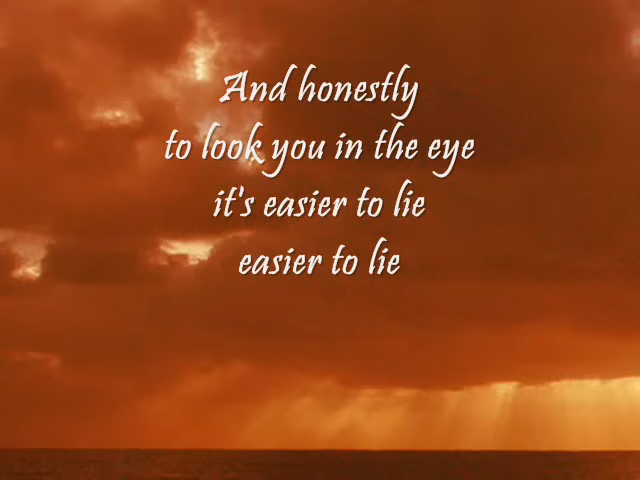 And honestly
to look you in the eye
it's easier to lie
easier to lie